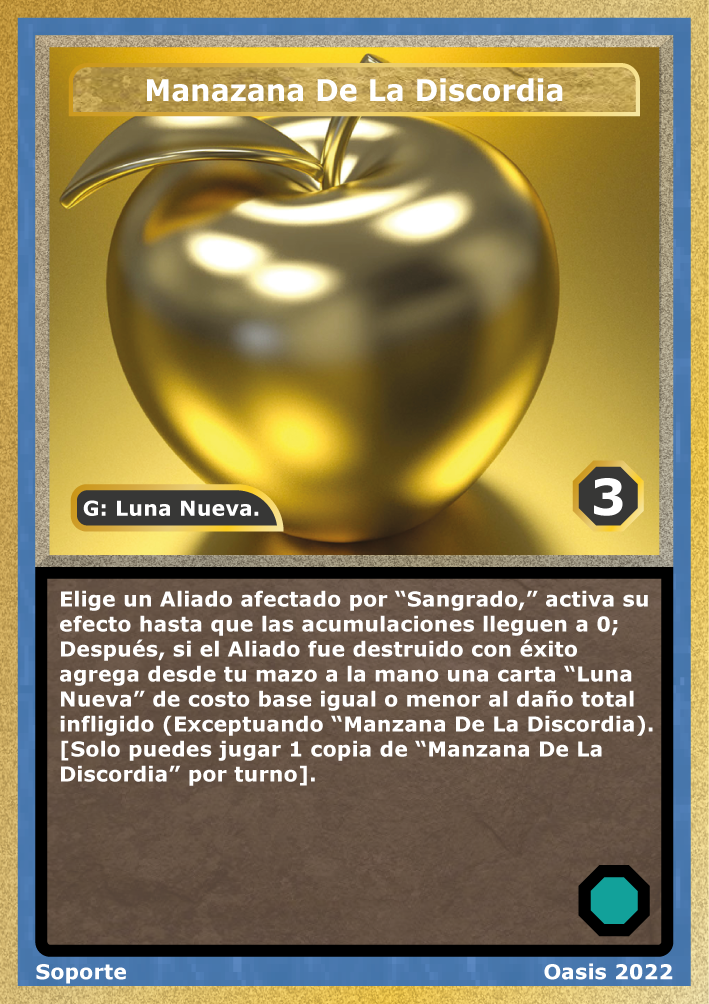 Manazana De La Discordia
G: Luna Nueva.
3
Elige un Aliado afectado por “Sangrado,” activa su
efecto hasta que las acumulaciones lleguen a 0;
Después, si el Aliado fue destruido con éxito
agrega desde tu mazo a la mano una carta “Luna
Nueva” de costo base igual o menor al daño total
infligido (Exceptuando “Manzana De La Discordia).
[Solo puedes jugar 1 copia de “Manzana De La
Discordia” por turno].
Soporte
Oasis 2022